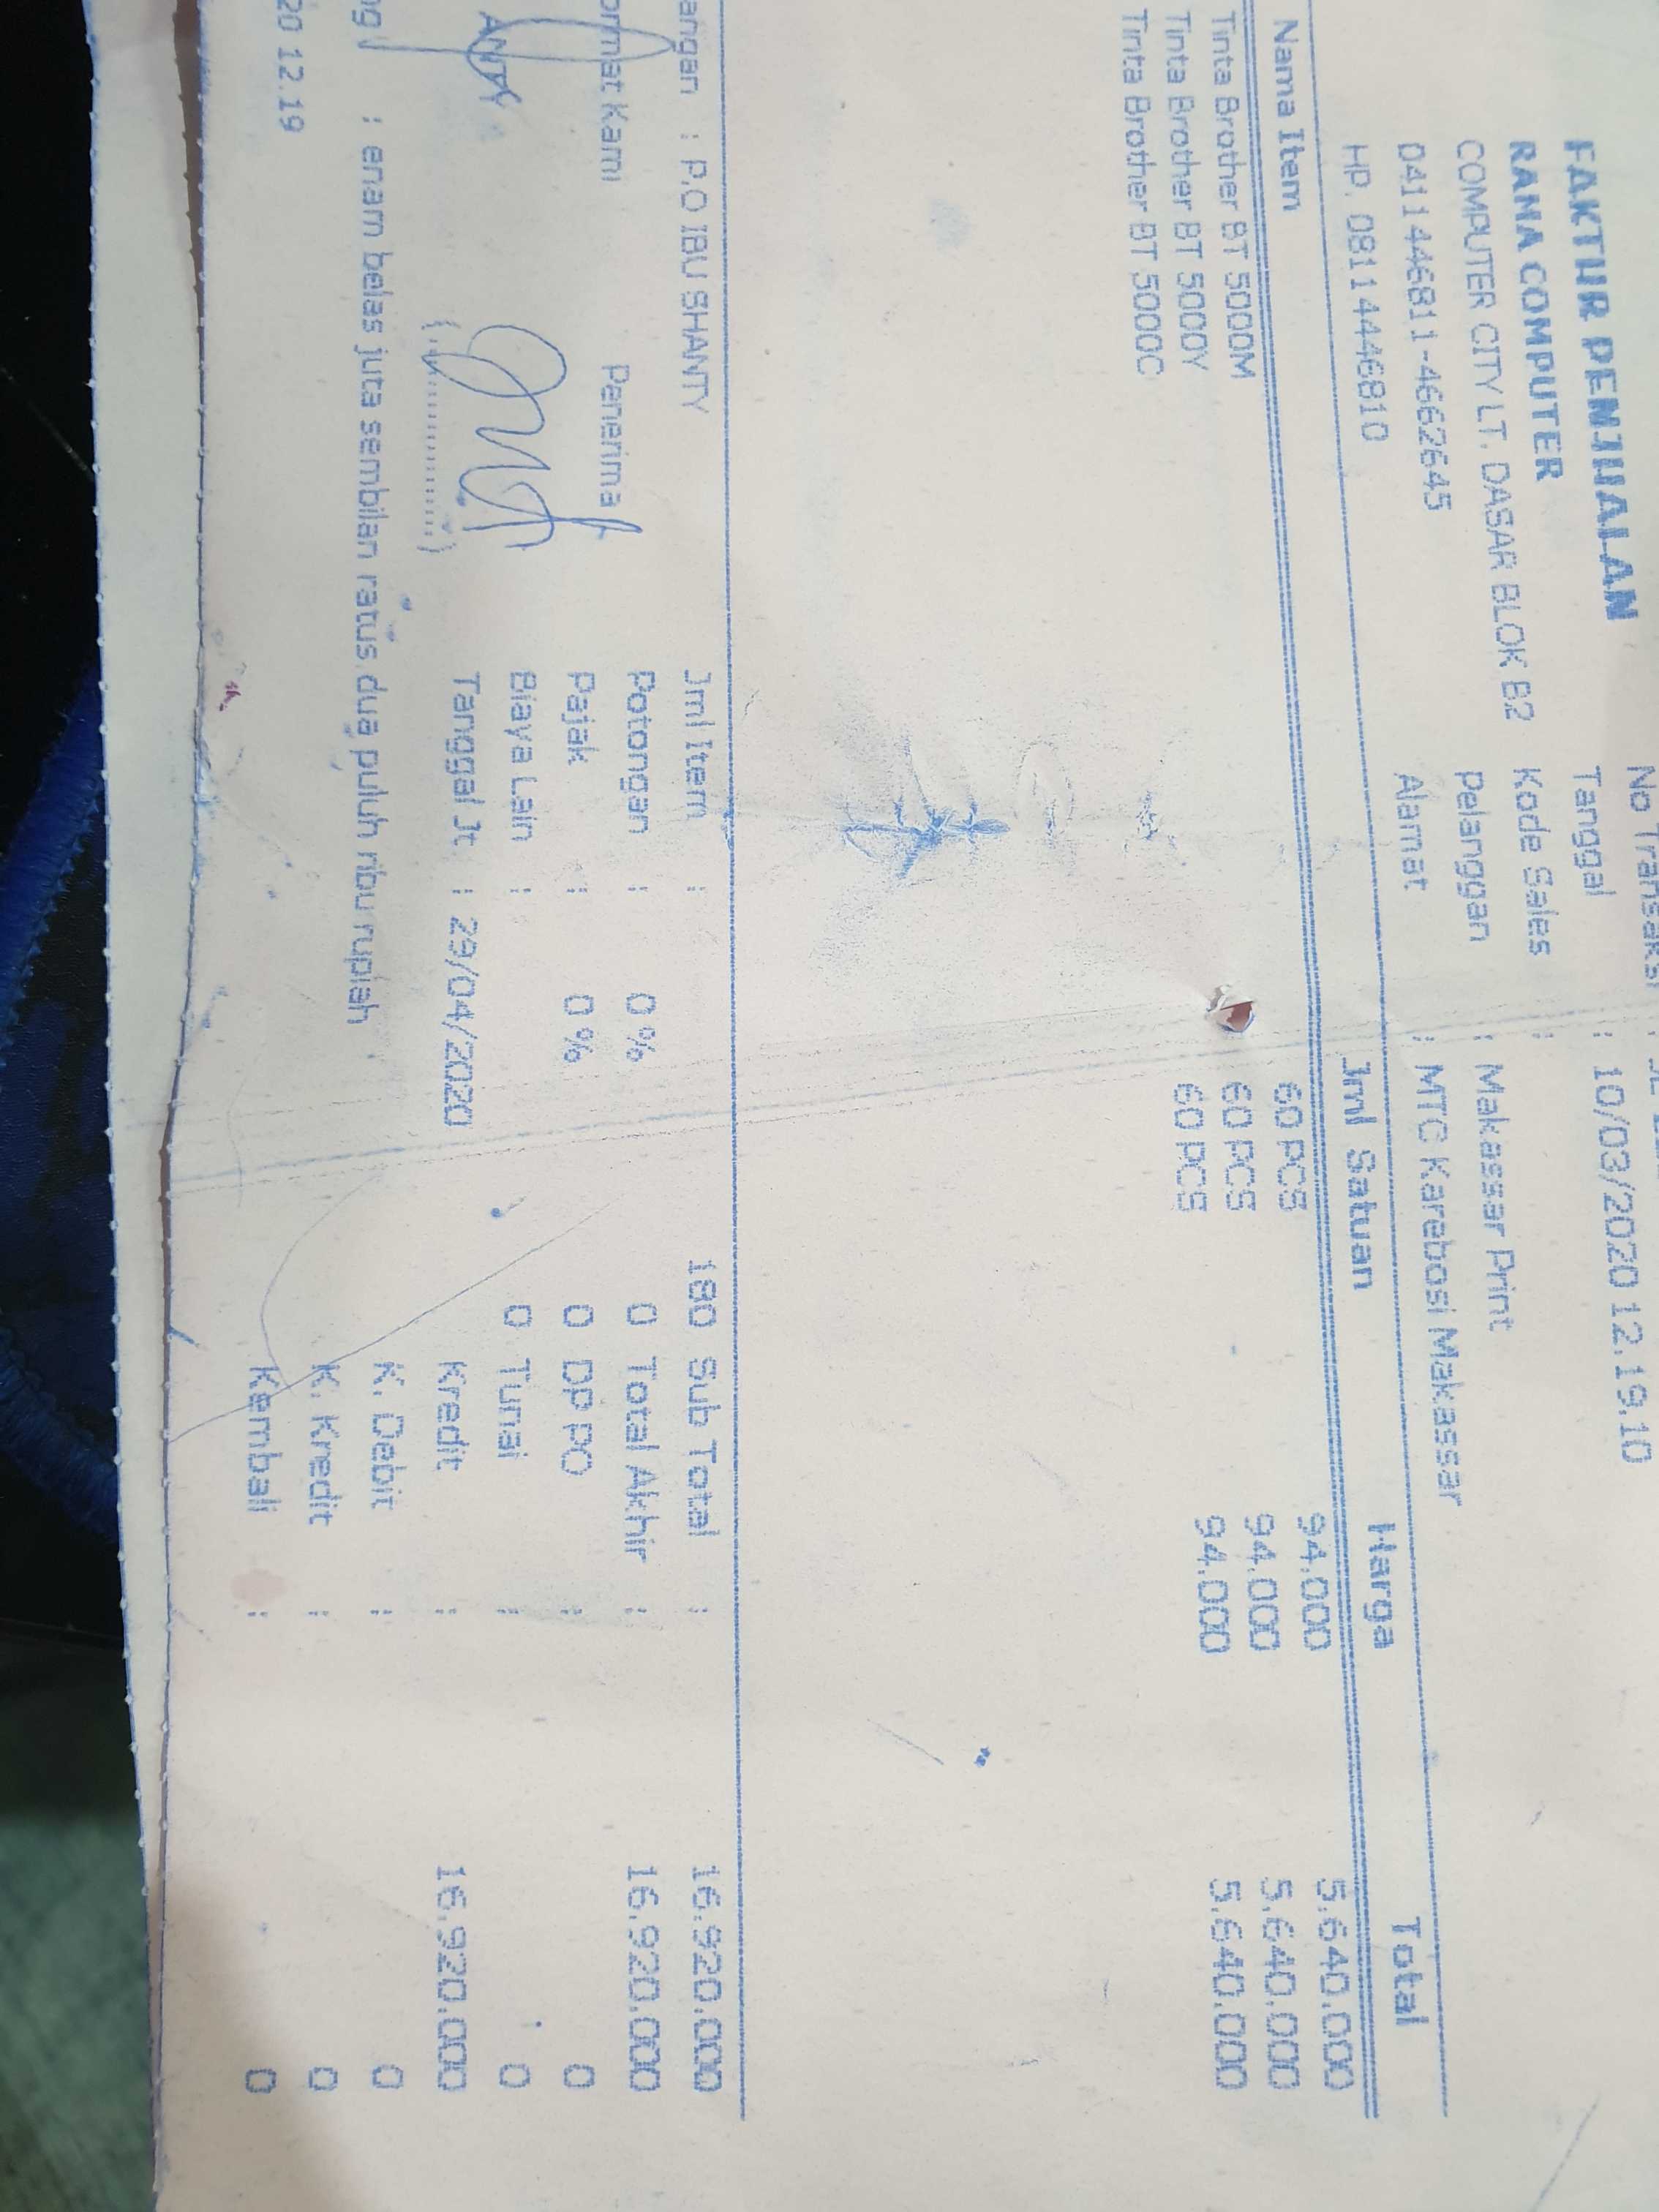 FAKTUR PENJUALAN
RANA COMPUTER
COMPUTER CITY LT. DASAR BLOK B2
04114468 11-4662645
HP. 08114446810
No Transaksi :
Tanggal : 10/03/2020 12.19.10
Kode Sales :
Pelanggan : Makassar Print
Alamat : MTC Karebosi Makassar
Nama Item Jml Satuan Harga Total
Tinta Brother BT 5000M 60 PCS 94.000 5.640.000
Tinta Brother BT 5000Y 60 PCS 94.000 5.640.000
Tinta Brother BT 5000C 60 PCS 94.000 5.640.000
angan : P.O IBU SHANTY
ormat Kami Penerima
ANTY (............)
Jml Item : 180
Potongan : 0 % 0
Pajak : 0 % 0
Biaya Lain : 0
Tanggal Jt : 29/04/2020
Sub Total : 16.920.000
Total Akhir : 16.920.000
DP PO : 0
Tunai : 0
Kredit : 16.920.000
K. Debit : 0
K. Kredit : 0
Kembali : 0
ng : enam belas juta sembilan ratus dua puluh ribu rupiah
20 12.19